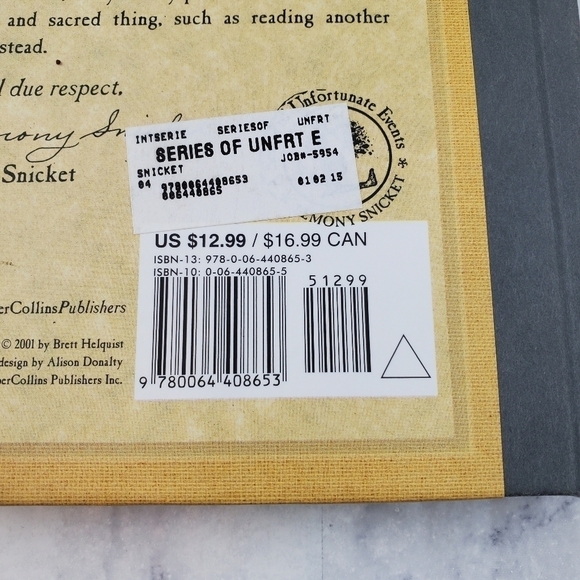 and sacred thing, such as reading another
stead.
due respect,
Snicket
INTSERIE SERIESOF UNFRT
SERIES OF UNFRT E
SNICKET JOB#-5954
04 9780064408653 01 02 15
006440865
Unfortunate Events *
EMONY SNICKET
US $12.99 / $16.99 CAN
ISBN-13: 978-0-06-440865-3
ISBN-10: 0-06-440865-5
51299
9 780064 408653
erCollinsPublishers
© 2001 by Brett Helquist
design by Alison Donalty
erCollins Publishers Inc.